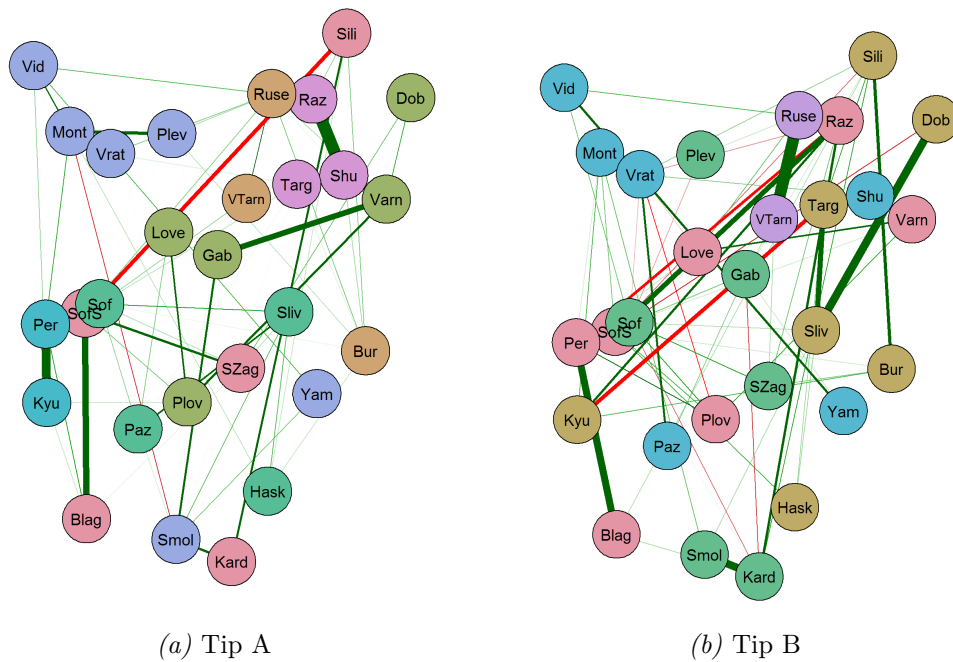 Sili
Vid
Ruse
Raz
Dob
Mont
Plev
Vrat
Targ
Shu
VTarn
Varn
Love
Gab
Sof
SofS
Sliv
Per
Bur
SZag
Kyu
Plov
Yam
Paz
Hask
Blag
Smol
Kard
(a) Tip A
Sili
Vid
Ruse
Raz
Dob
Mont
Plev
Vrat
Shu
Targ
VTarn
Varn
Love
Gab
Sof
SofS
Sliv
Per
Bur
SZag
Yam
Kyu
Plov
Paz
Hask
Blag
Smol
Kard
(b) Tip B